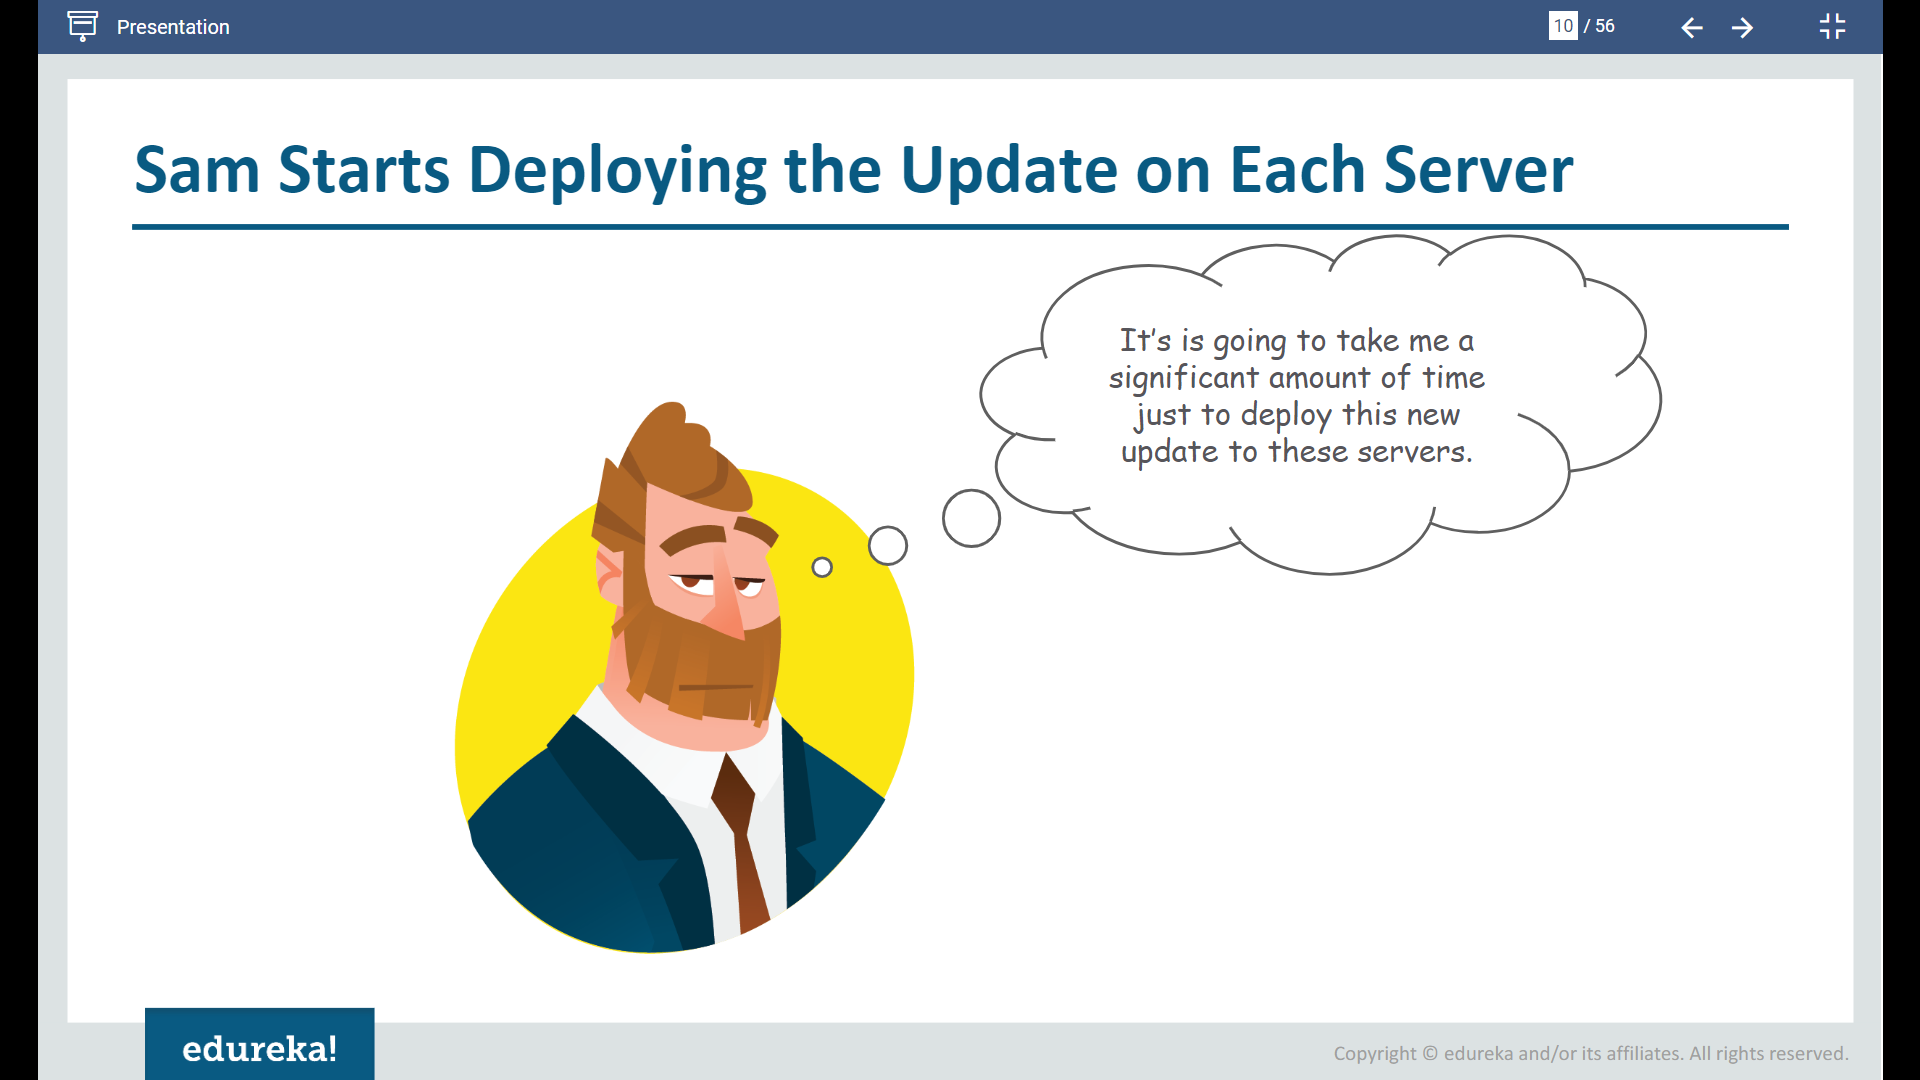 Presentation
10 / 56
Sam Starts Deploying the Update on Each Server
It's is going to take me a
significant amount of time
just to deploy this new
update to these servers.
edureka!
Copyright © edureka and/or its affiliates. All rights reserved.